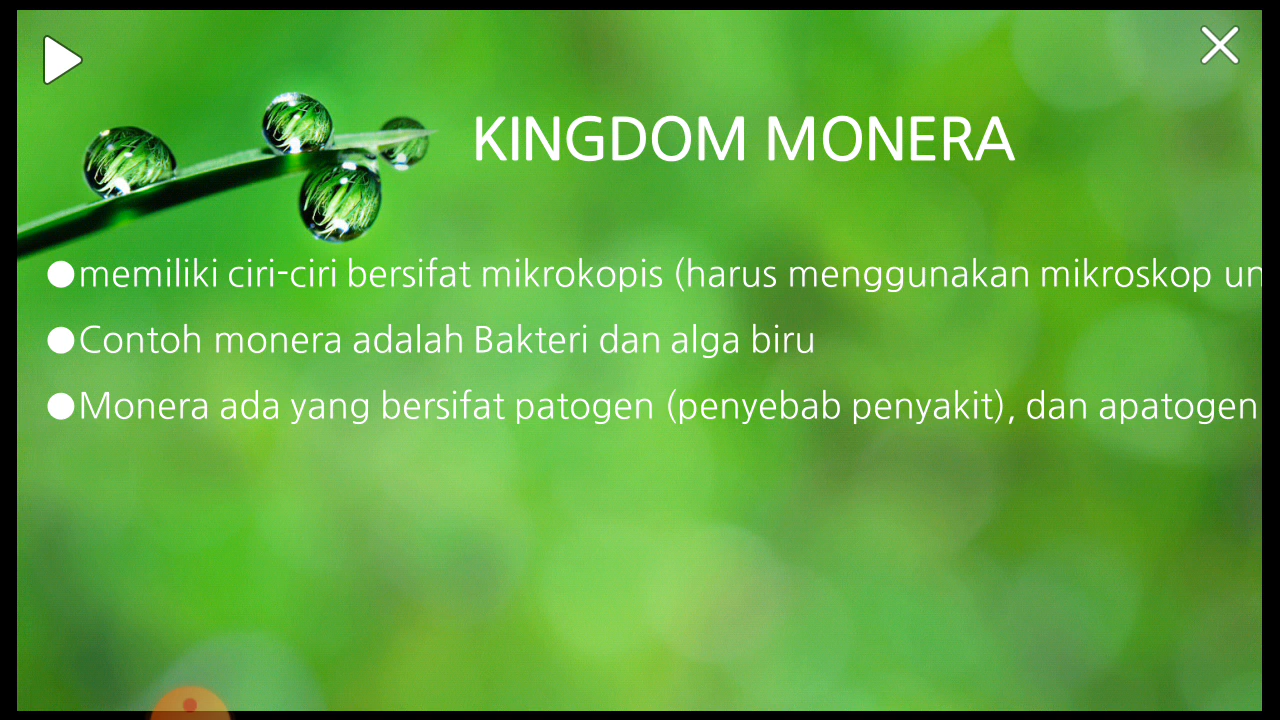 KINGDOM MONERA
●memiliki ciri-ciri bersifat mikrokopis (harus menggunakan mikroskop
●Contoh monera adalah Bakteri dan alga biru
●Monera ada yang bersifat patogen (penyebab penyakit), dan apatogen